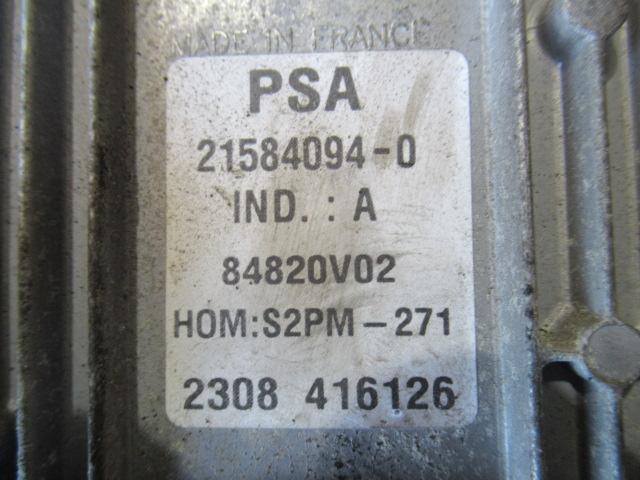 MADE IN FRANCE
PSA
21584094-0
IND. : A
84820V02
HOM:S2PM-271
2308 416126